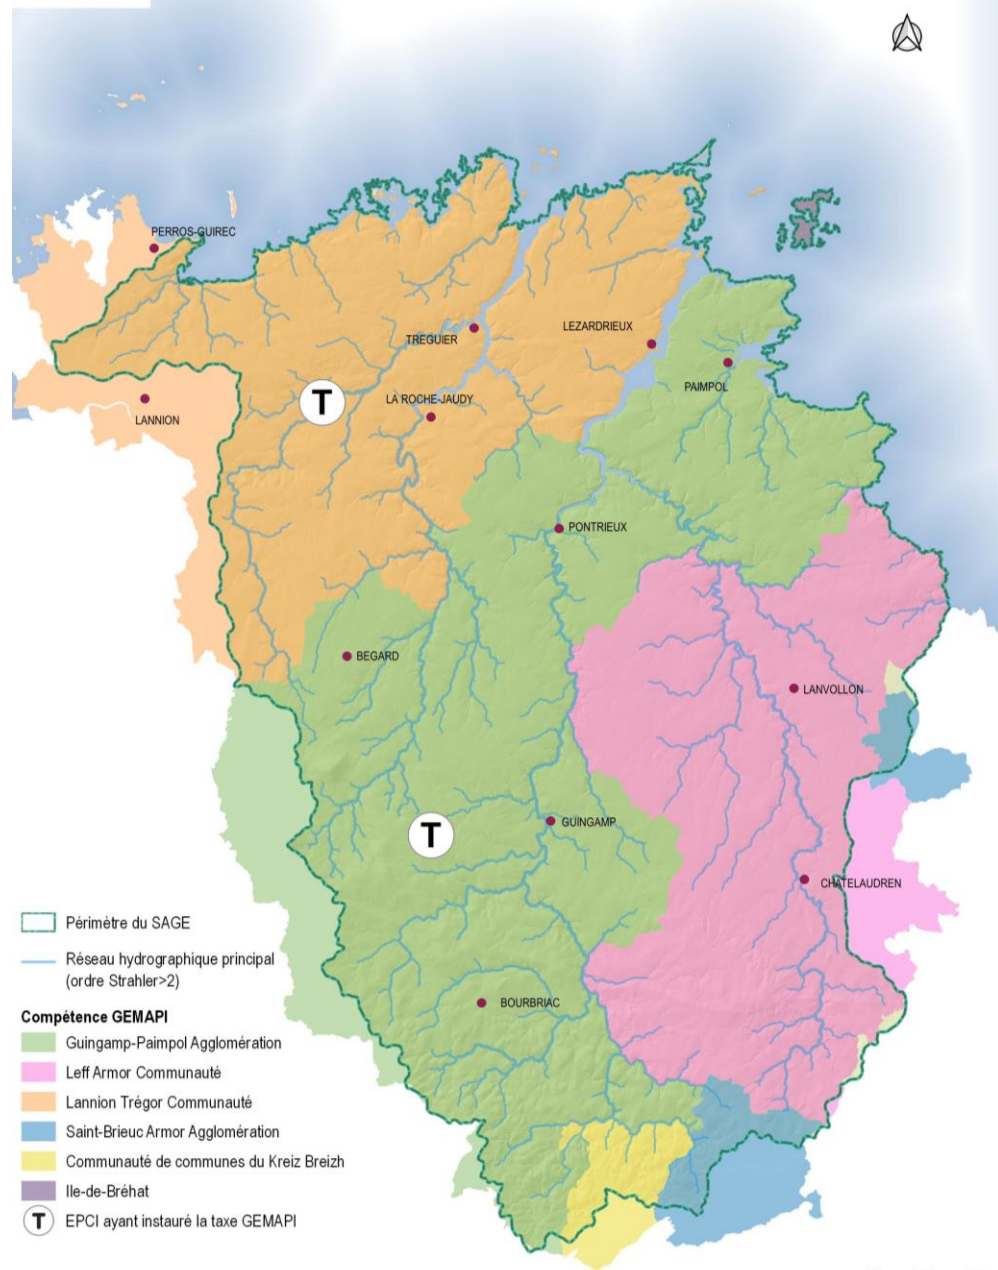 PERROS-GUIREC
TREGUIER
LEZARDRIEUX
PAIMPOL
LA ROCHE-JAUDY
LANNION
T
PONTRIEUX
BEGARD
LANVOLLON
GUINGAMP
T
CHATELAUDREN
BOURBRIAC
Périmètre du SAGE
Réseau hydrographique principal
(ordre Strahler>2)
Compétence GEMAPI
Guingamp-Paimpol Agglomération
Leff Armor Communauté
Lannion Trégor Communauté
Saint-Brieuc Armor Agglomération
Communauté de communes du Kreiz Breizh
Ile-de-Bréhat
T EPCI ayant instauré la taxe GEMAPI